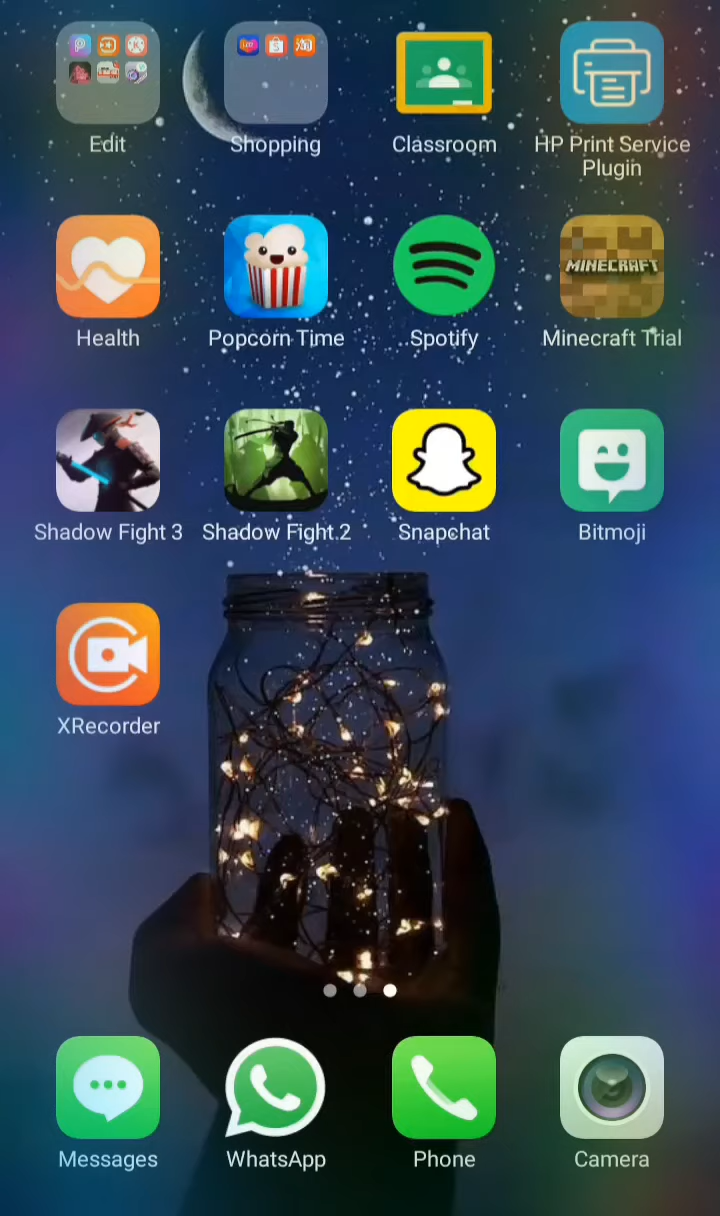 Edit
Shopping
Classroom
HP Print Service
Plugin
MINECRAFT
Health
Popcorn Time
Spotify
Minecraft Trial
Shadow Fight 3
Shadow Fight 2
Snapchat
Bitmoji
XRecorder
Messages
WhatsApp
Phone
Camera